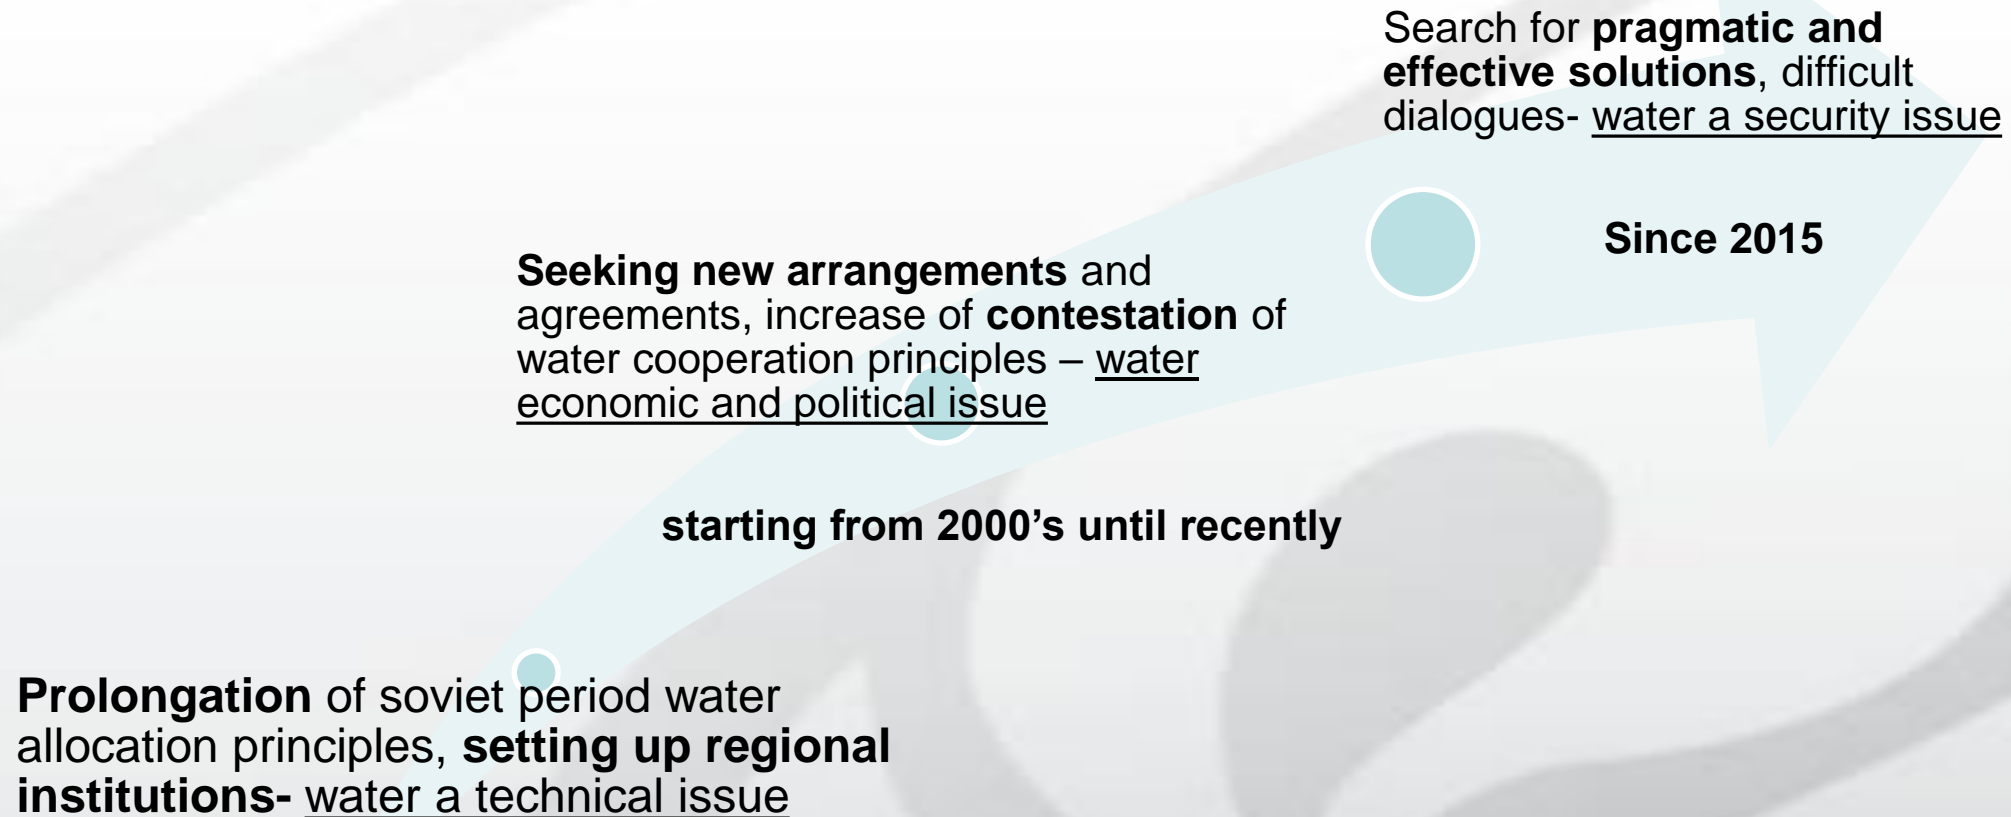 Search for pragmatic and
effective solutions, difficult
dialogues- water a security issue
Since 2015
Seeking new arrangements and
agreements, increase of contestation of
water cooperation principles – water
economic and political issue
starting from 2000’s until recently
Prolongation of soviet period water
allocation principles, setting up regional
institutions- water a technical issue